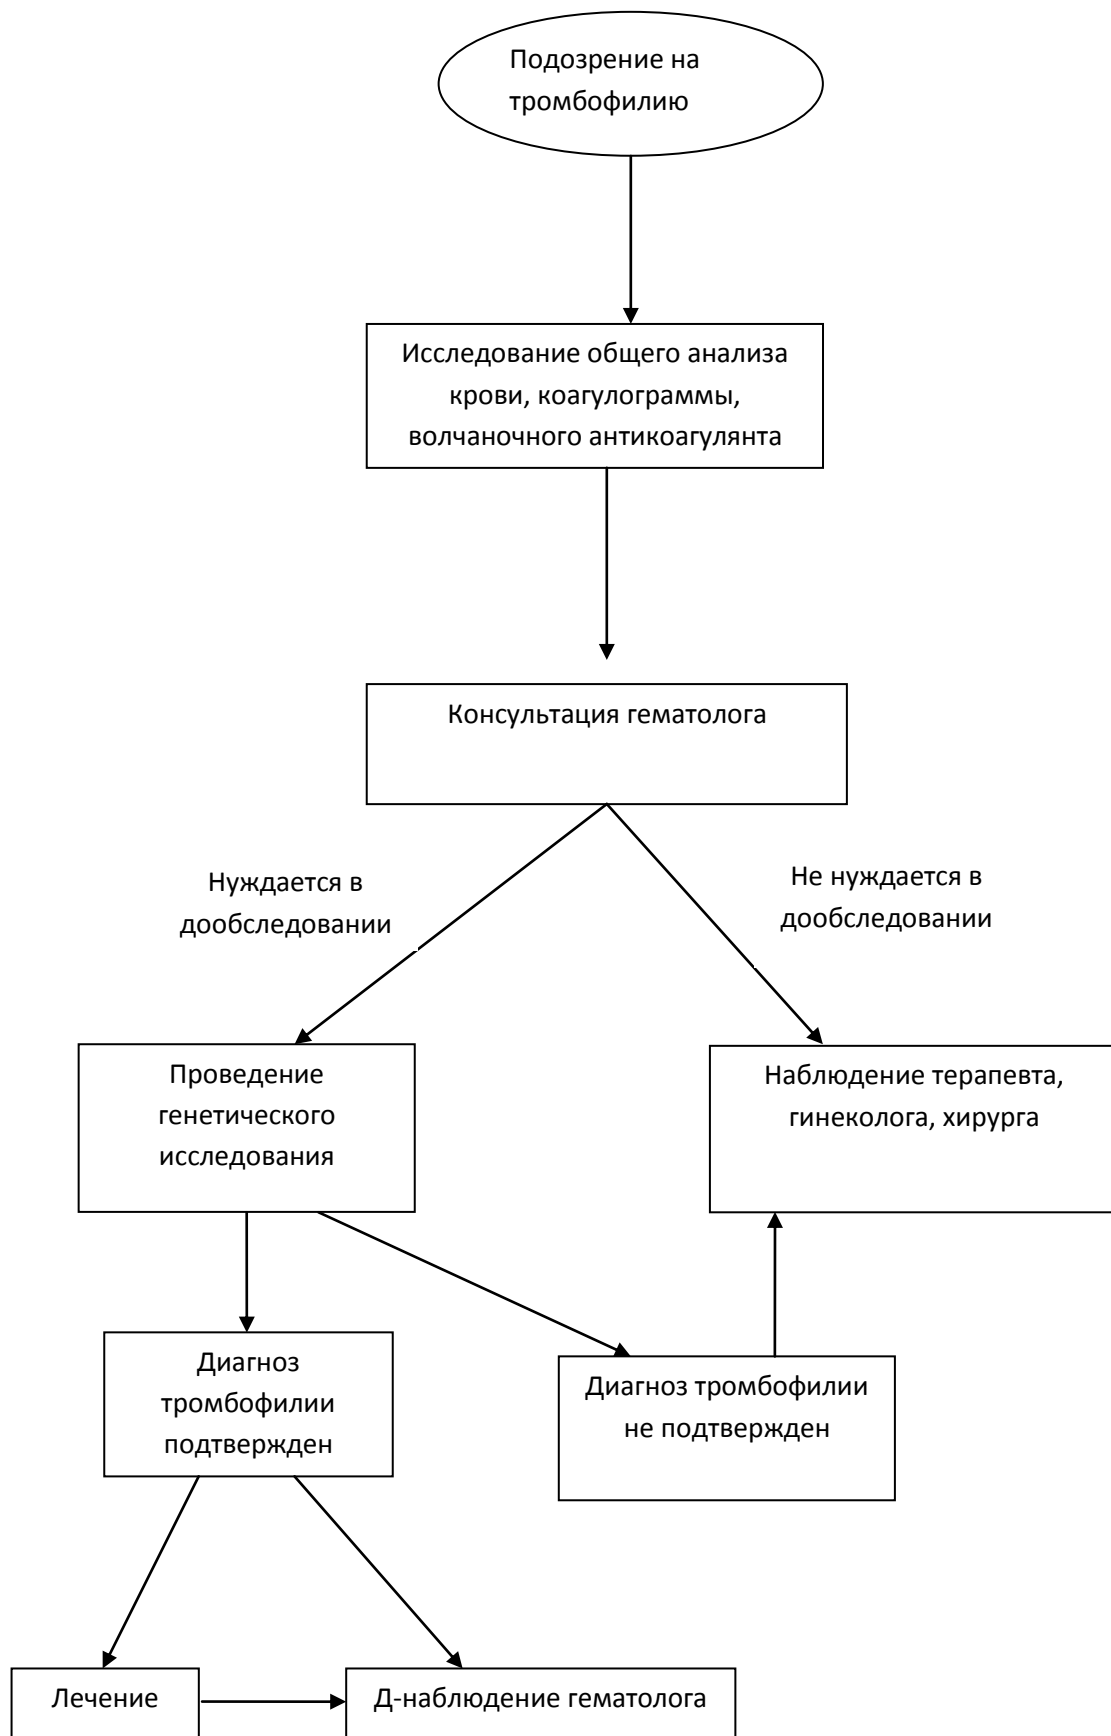 Подозрение на
тромбофилию
Исследование общего анализа
крови, коагулограммы,
волчаночного антикоагулянта
Консультация гематолога
Нуждается в
дообследовании
Не нуждается в
дообследовании
Проведение
генетического
исследования
Наблюдение терапевта,
гинеколога, хирурга
Диагноз
тромбофилии
подтвержден
Диагноз тромбофилии
не подтвержден
Лечение
Д-наблюдение гематолога